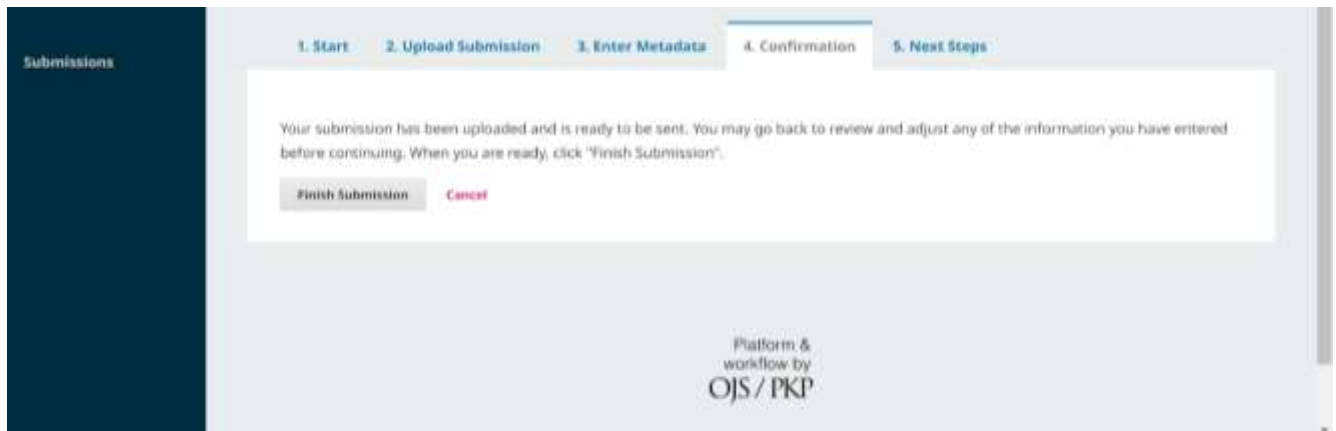 Submissions
1. Start 2. Upload Submission 3. Enter Metadata 4. Confirmation 5. Next Steps
Your submission has been uploaded and is ready to be sent. You may go back to review and adjust any of the information you have entered
before continuing. When you are ready, click "Finish Submission".
Finish Submission Cancel
Platform &
workflow by
OJS / PKP